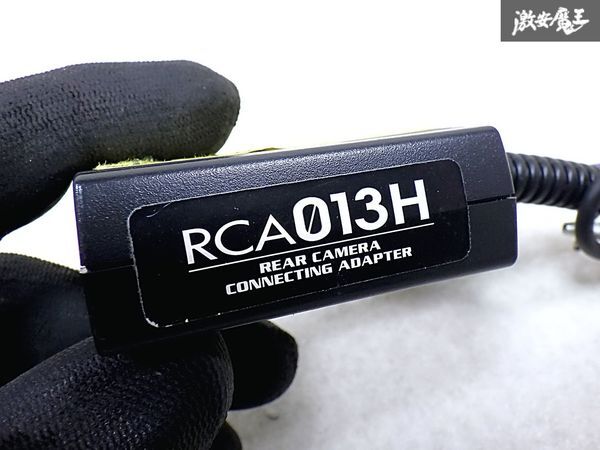 激安魔王
RCA013H
REAR CAMERA
CONNECTING ADAPTER